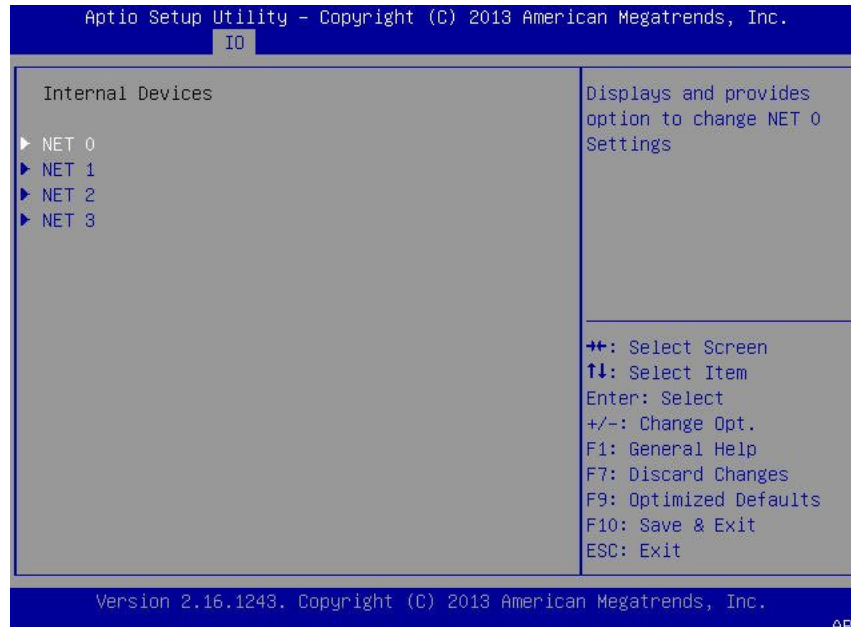 Aptio Setup Utility – Copyright (C) 2013 American Megatrends, Inc.
IO
Internal Devices
NET 0
NET 1
NET 2
NET 3
Displays and provides
option to change NET 0
Settings
→←: Select Screen
↑↓: Select Item
Enter: Select
+/-: Change Opt.
F1: General Help
F7: Discard Changes
F9: Optimized Defaults
F10: Save & Exit
ESC: Exit
Version 2.16.1243. Copyright (C) 2013 American Megatrends, Inc.